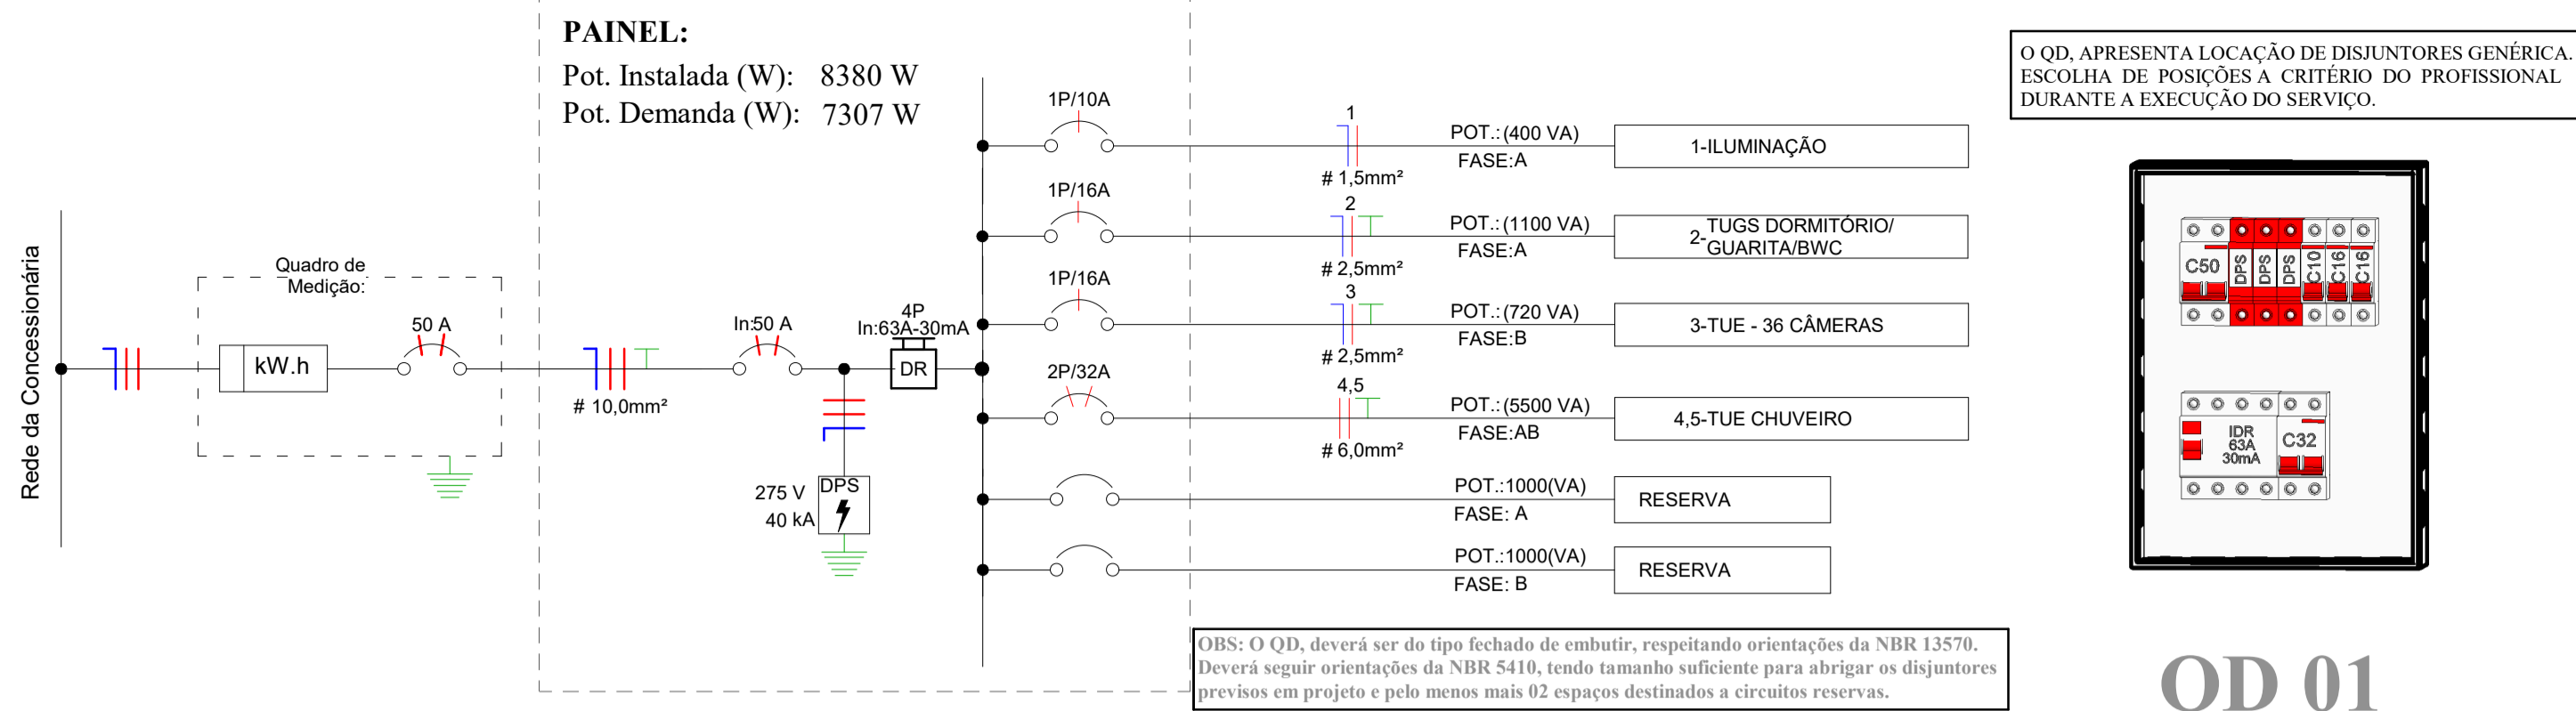 PAINEL:
Pot. Instalada (W): 8380 W
Pot. Demanda (W): 7307 W
Rede da Concessionária
Quadro de
Medição:
kW.h
50 A
# 10,0mm²
In:50 A
4P
In:63A-30mA
DR
275 V
40 kA
DPS
1P/10A
1
# 1,5mm²
POT.:(400 VA)
FASE:A
1-ILUMINAÇÃO
1P/16A
2
# 2,5mm²
POT.:(1100 VA)
FASE:A
2-TUGS DORMITÓRIO/
GUARITA/BWC
1P/16A
3
# 2,5mm²
POT.:(720 VA)
FASE:B
3-TUE - 36 CÂMERAS
2P/32A
4,5
# 6,0mm²
POT.:(5500 VA)
FASE:AB
4,5-TUE CHUVEIRO
POT.:1000(VA)
FASE: A
RESERVA
POT.:1000(VA)
FASE: B
RESERVA
OBS: O QD, deverá ser do tipo fechado de embutir, respeitando orientações da NBR 13570.
Deverá seguir orientações da NBR 5410, tendo tamanho suficiente para abrigar os disjuntores
previsos em projeto e pelo menos mais 02 espaços destinados a circuitos reservas.
O QD, APRESENTA LOCAÇÃO DE DISJUNTORES GENÉRICA.
ESCOLHA DE POSIÇÕES A CRITÉRIO DO PROFISSIONAL
DURANTE A EXECUÇÃO DO SERVIÇO.
C50
DPS
DPS
DPS
C10
C16
C16
IDR
63A
30mA
C32
QD 01